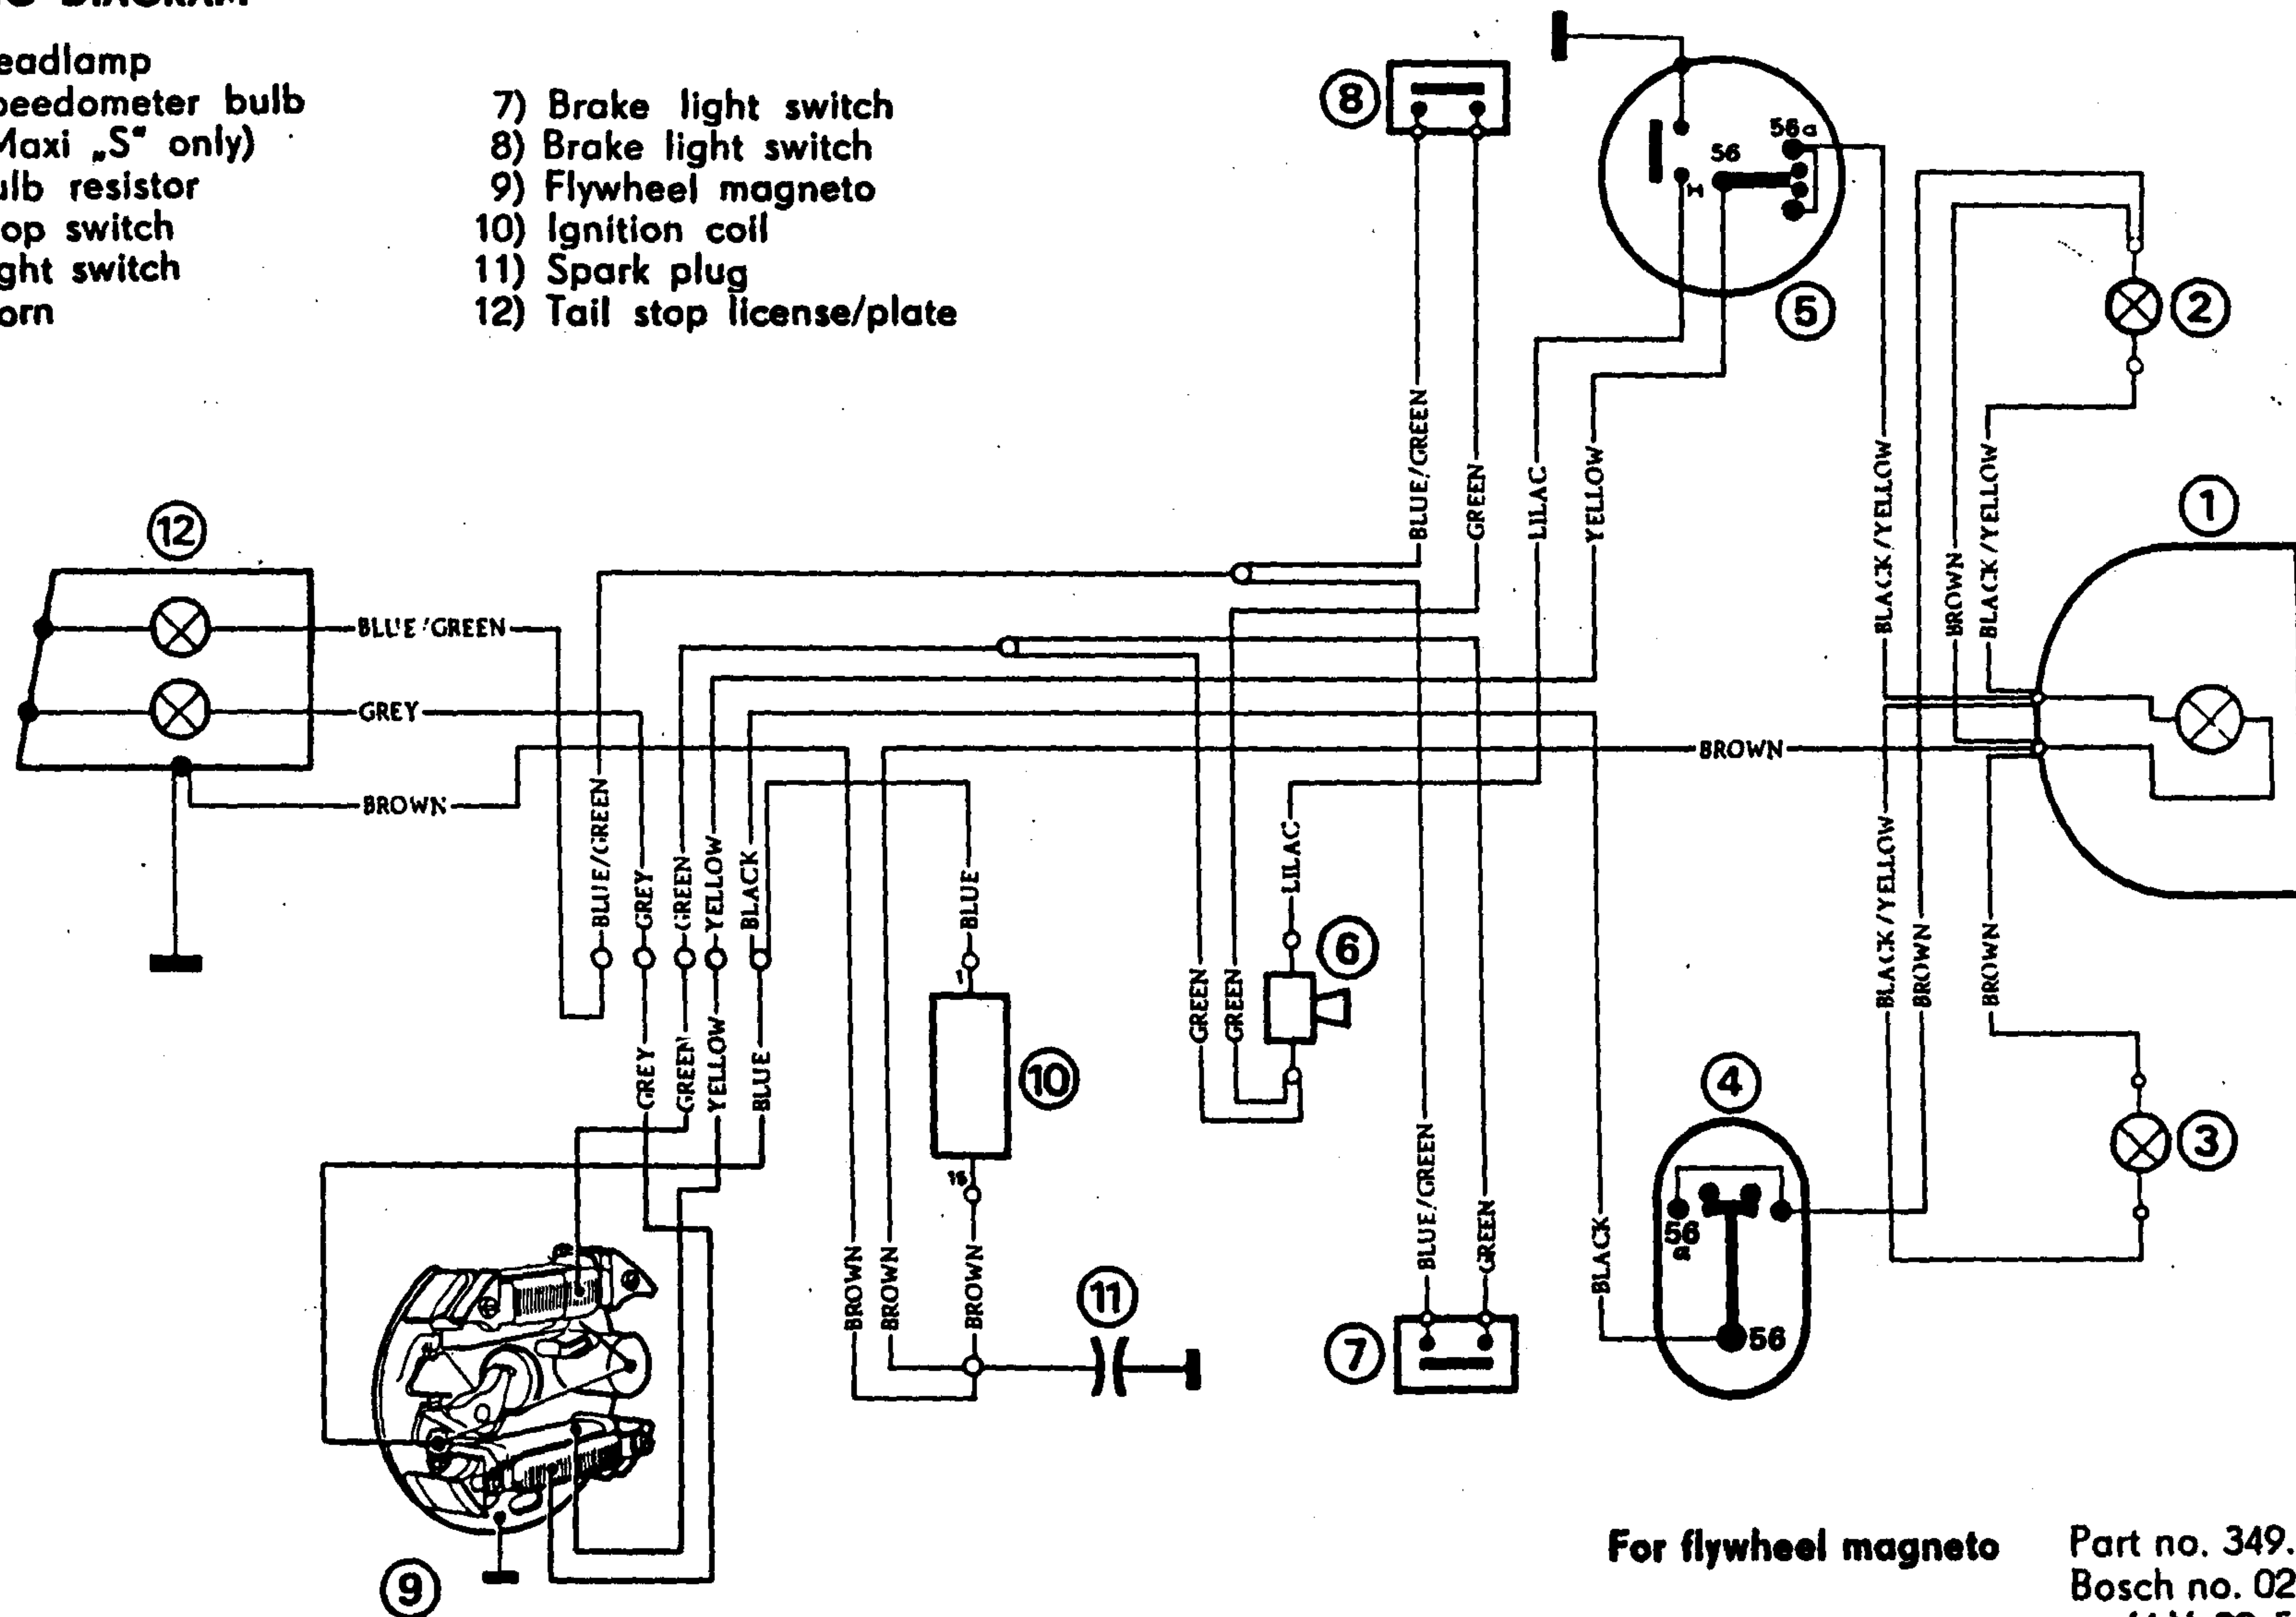 DIAGRAM
eadlamp
peedometer bulb
Maxi „S" only)
ulb resistor
top switch
ght switch
orn
7) Brake light switch
8) Brake light switch
9) Flywheel magneto
10) Ignition coil
11) Spark plug
12) Tail stop license/plate
8
56a
56
H
5
2
1
BLUE/GREEN
GREEN
LILAC
YELLOW
BLACK/YELLOW
BROWN
BLACK/YELLOW
12
BLUE/GREEN
GREY
BROWN
BROWN
BLUE/GREEN
GREY
GREEN
YELLOW
BLACK
BLUE
LILAC
6
1
10
15
GREY
GREEN
YELLOW
BLUE
GREEN
GREEN
BLACK/YELLOW
BROWN
BROWN
4
3
56
a
56
BLUE/GREEN
GREEN
BLACK
BROWN
BROWN
BROWN
11
7
9
For flywheel magneto
Part no. 349.
Bosch no. 02